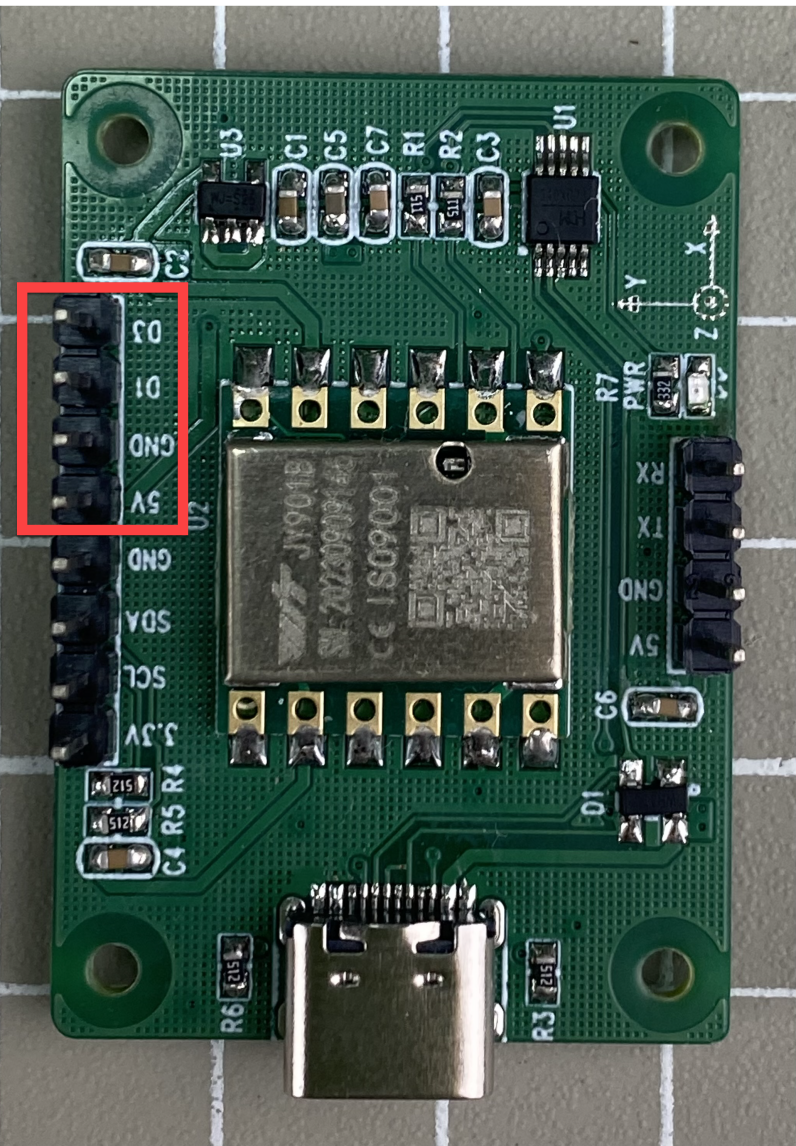 U3
C1
C5
C7
R1
R2
C3
U1
C2
X
Y
Z
D3
D1
GND
5V
GND
SDA
SCL
3.3V
U2
R7
PWR
332
RX
TX
GND
5V
JY901B
CE ISO9001
C6
D1
512
R4
512
R5
C4
512
R6
512
R3
511
511